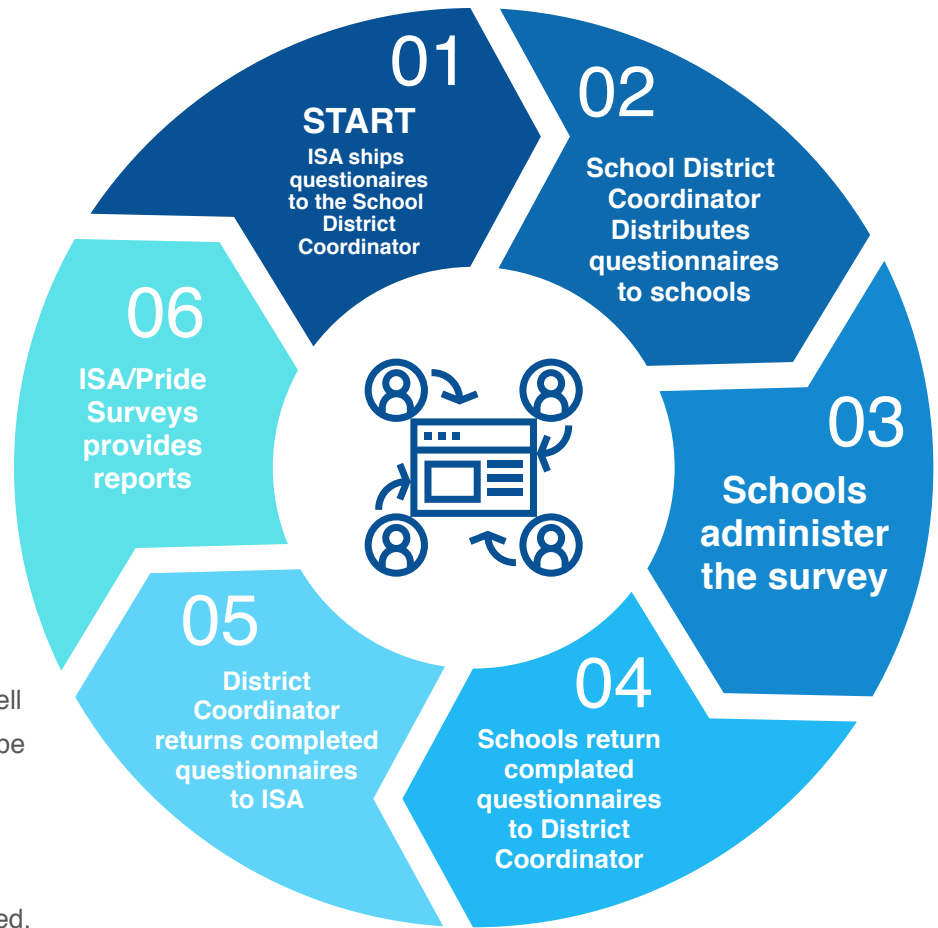 01
START
ISA ships
questionaires
to the School
District
Coordinator
02
School District
Coordinator
Distributes
questionnaires
to schools
03
Schools
administer
the survey
04
Schools return
complated
questionnaires
to District
Coordinator
05
District
Coordinator
returns completed
questionnaires
to ISA
06
ISA/Pride
Surveys
provides
reports
ell
be
ed.